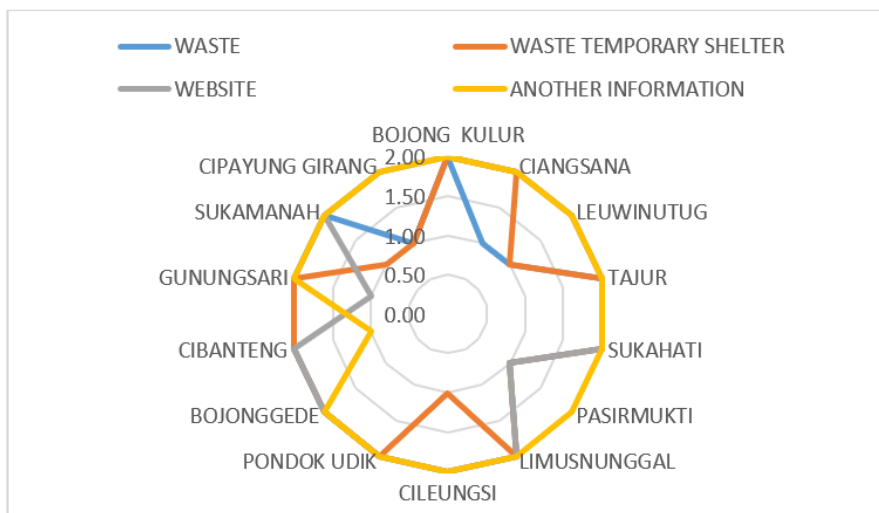 WASTE
WASTE TEMPORARY SHELTER
WEBSITE
ANOTHER INFORMATION
BOJONG KULUR
CIANGSANA
LEUWINUTUG
TAJUR
SUKAHATI
PASIRMUKTI
LIMUSNUNGGAL
CILEUNGSI
PONDOK UDIK
BOJONGGEDE
CIBANTENG
GUNUNGSARI
SUKAMANAH
CIPAYUNG GIRANG
2.00
1.50
1.00
0.50
0.00